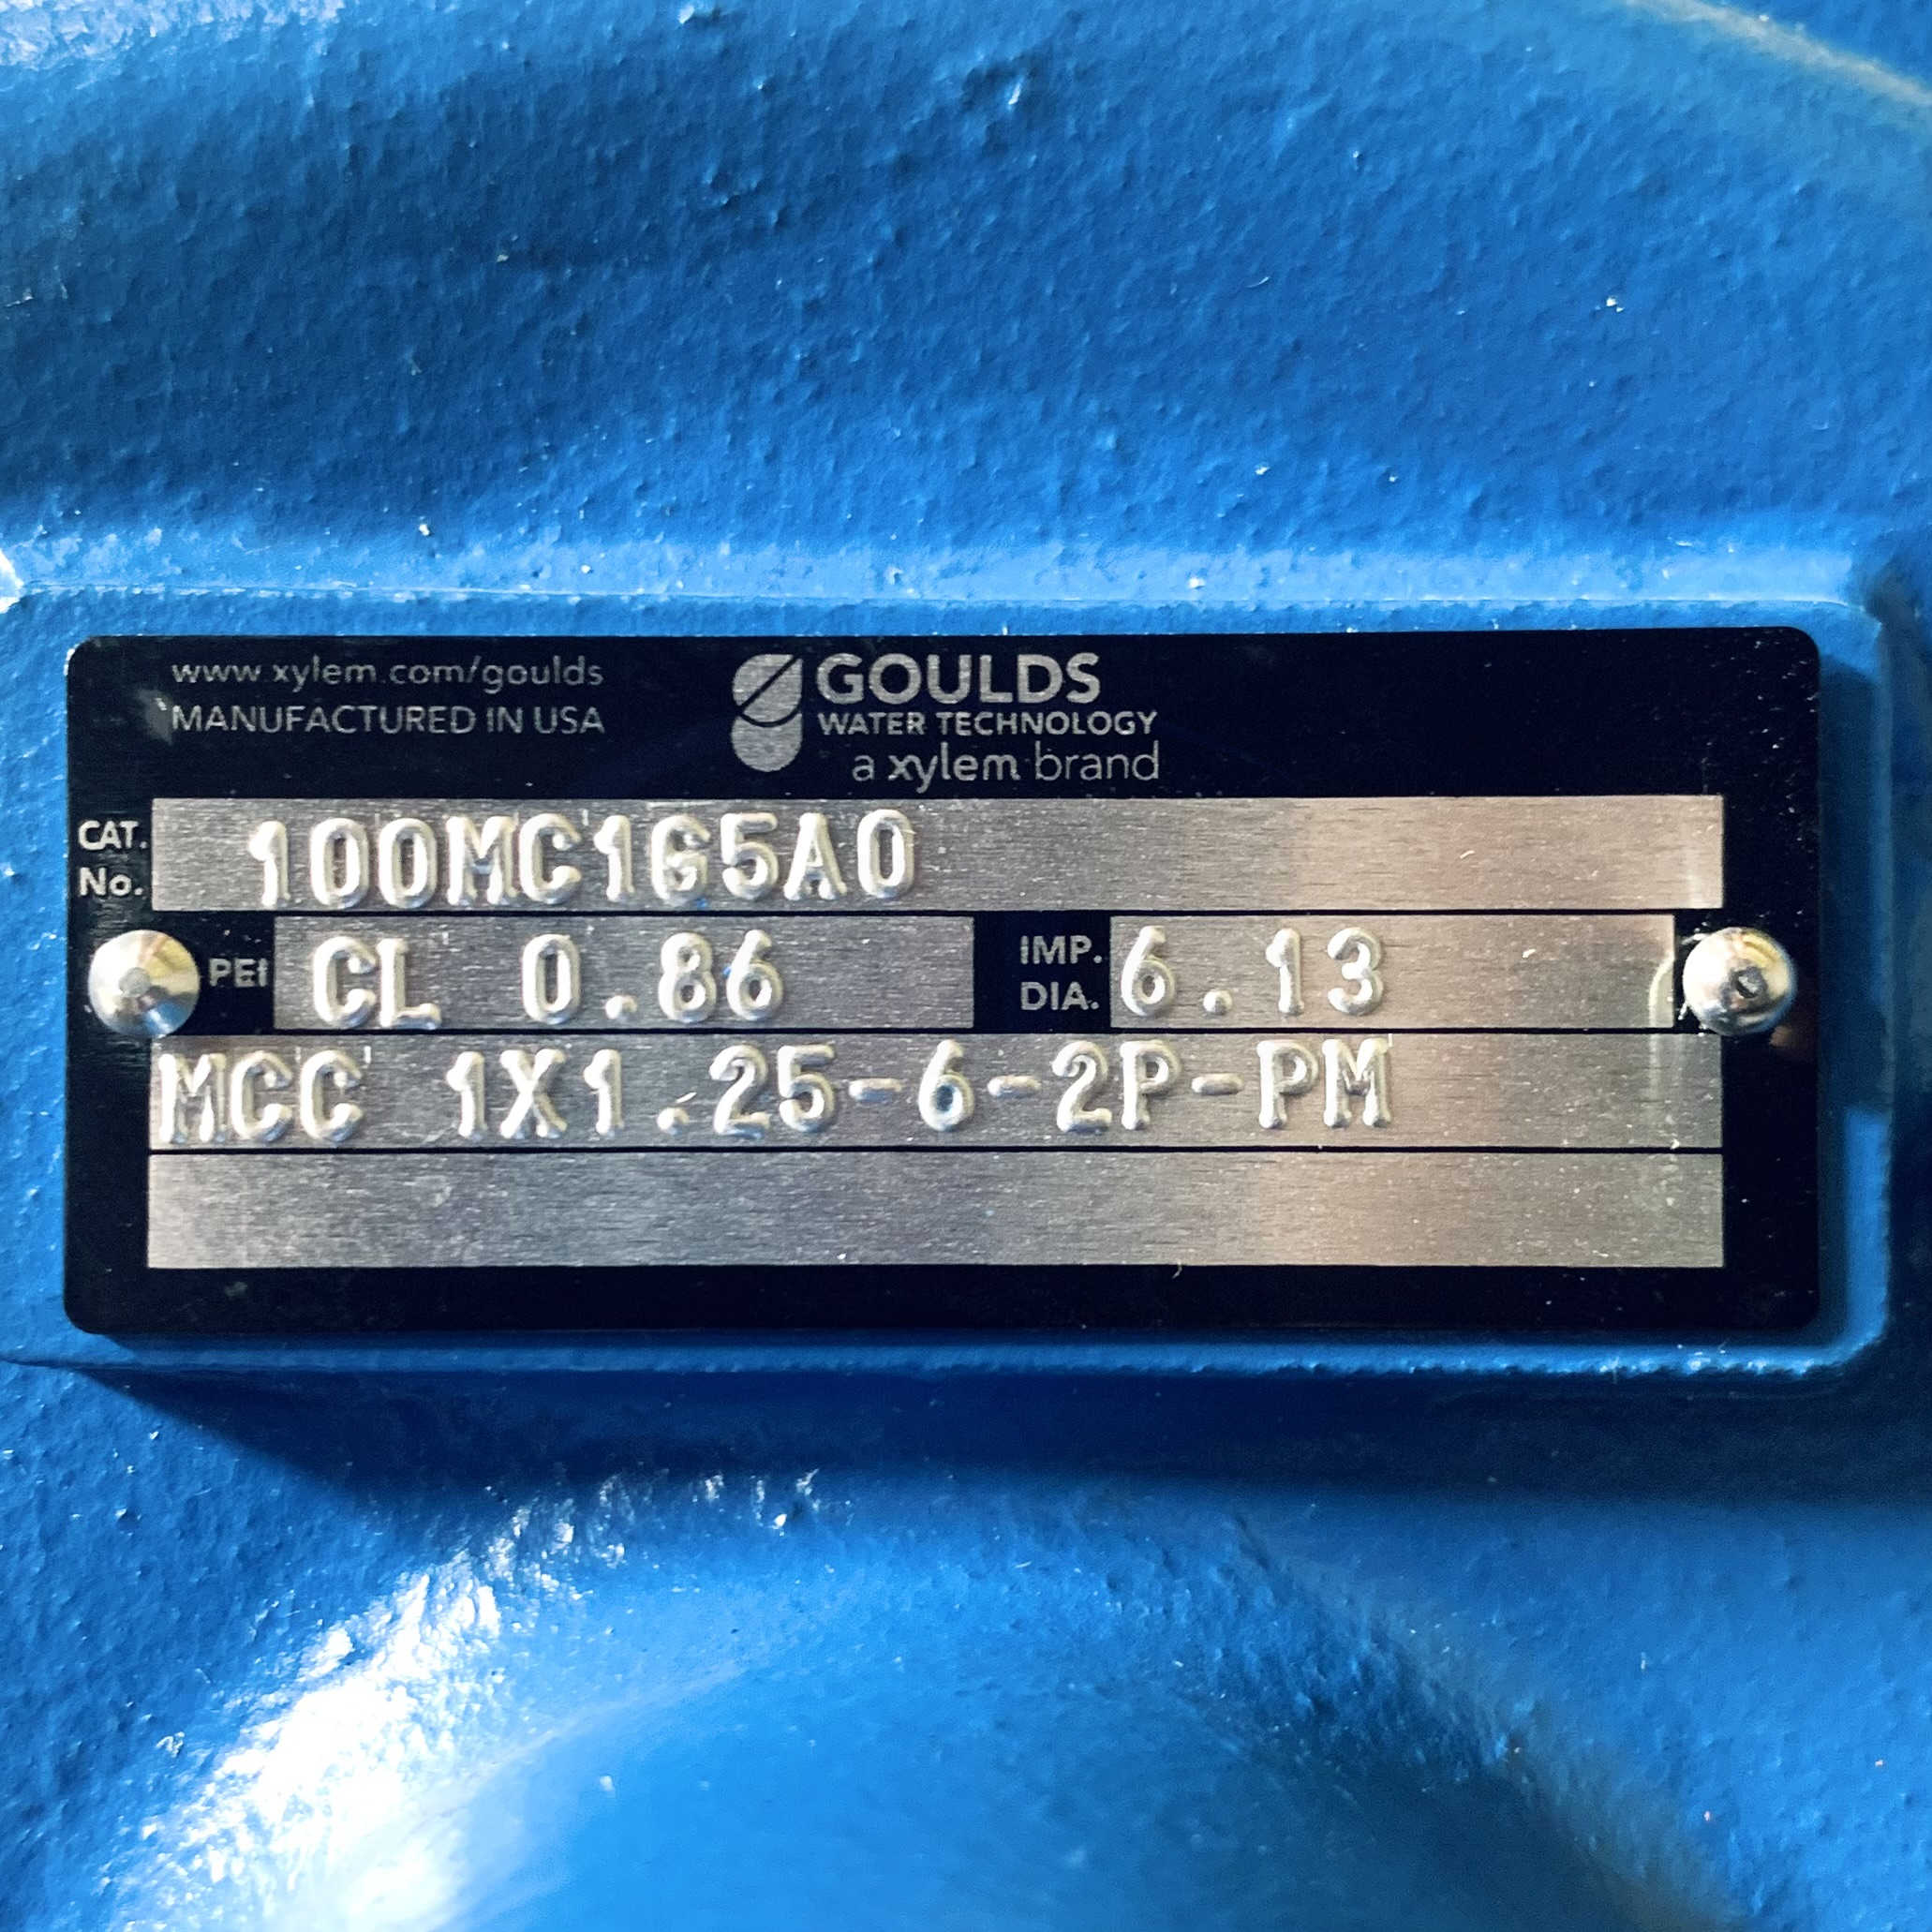 www.xylem.com/goulds
MANUFACTURED IN USA
GOULDS
WATER TECHNOLOGY
a xylem brand
CAT. No. 100MC1G5A0
PEI CL 0.86 IMP. DIA. 6.13
MCC 1X1.25-6-2P-PM